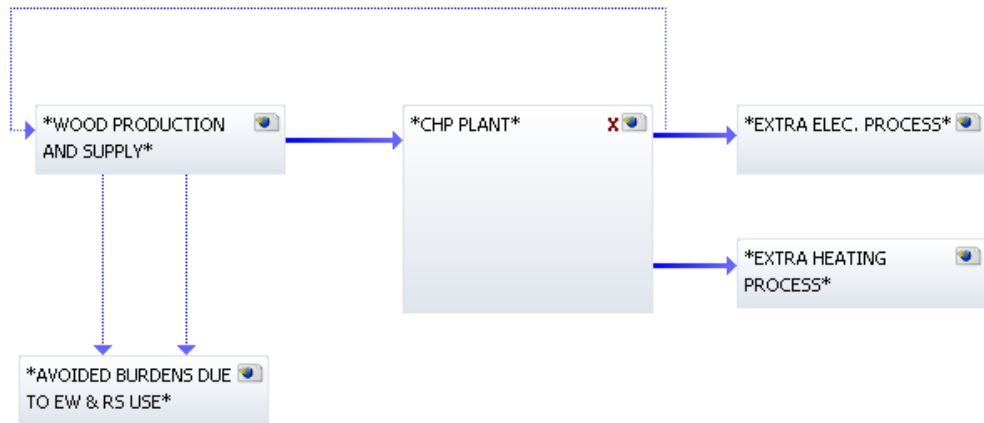 *WOOD PRODUCTION
AND SUPPLY*
*CHP PLANT*
X
*EXTRA ELEC. PROCESS*
*EXTRA HEATING
PROCESS*
*AVOIDED BURDENS DUE
TO EW & RS USE*